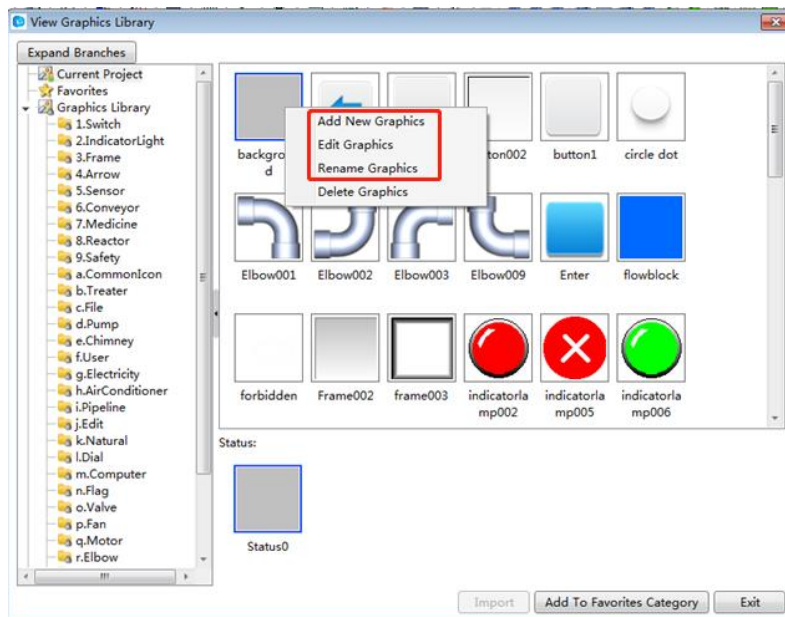 View Graphics Library
Expand Branches
Current Project
Favorites
Graphics Library
1.Switch
2.IndicatorLight
3.Frame
4.Arrow
5.Sensor
6.Conveyor
7.Medicine
8.Reactor
9.Safety
a.CommonIcon
b.Treater
c.File
d.Pump
e.Chimney
f.User
g.Electricity
h.AirConditioner
i.Pipeline
j.Edit
k.Natural
l.Dial
m.Computer
n.Flag
o.Valve
p.Fan
q.Motor
r.Elbow
Add New Graphics
Edit Graphics
Rename Graphics
Delete Graphics
backgro
d
ton002
button1
circle dot
Elbow001
Elbow002
Elbow003
Elbow009
Enter
flowblock
forbidden
Frame002
frame003
indicatorla
mp002
indicatorla
mp005
indicatorla
mp006
Status:
Status0
Import
Add To Favorites Category
Exit